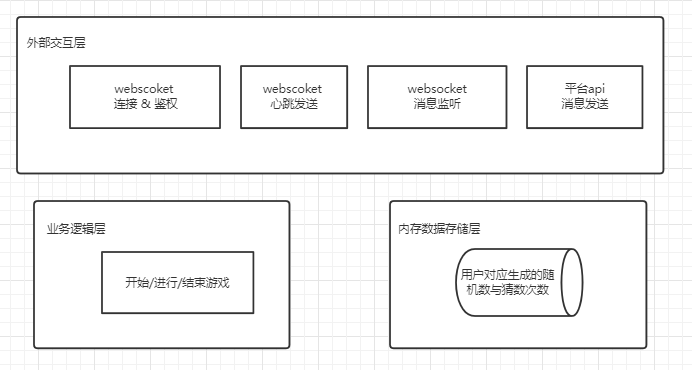 外部交互层
webscoket
连接 & 鉴权
webscoket
心跳发送
websocket
消息监听
平台api
消息发送
业务逻辑层
开始/进行/结束游戏
内存数据存储层
用户对应生成的随
机数与猜数次数